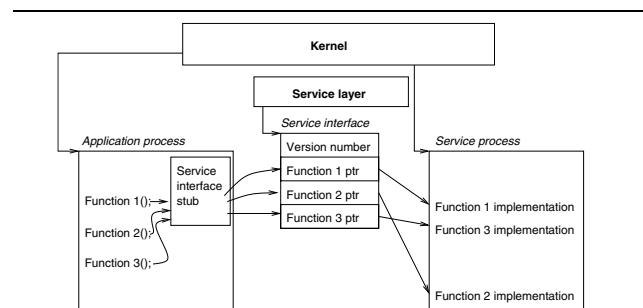 Kernel
Service layer
Application process
Service interface
Service process
Version number
Service
interface
stub
Function 1 ptr
Function 2 ptr
Function 3 ptr
Function 1();
Function 2();
Function 3();
Function 1 implementation
Function 3 implementation
Function 2 implementation